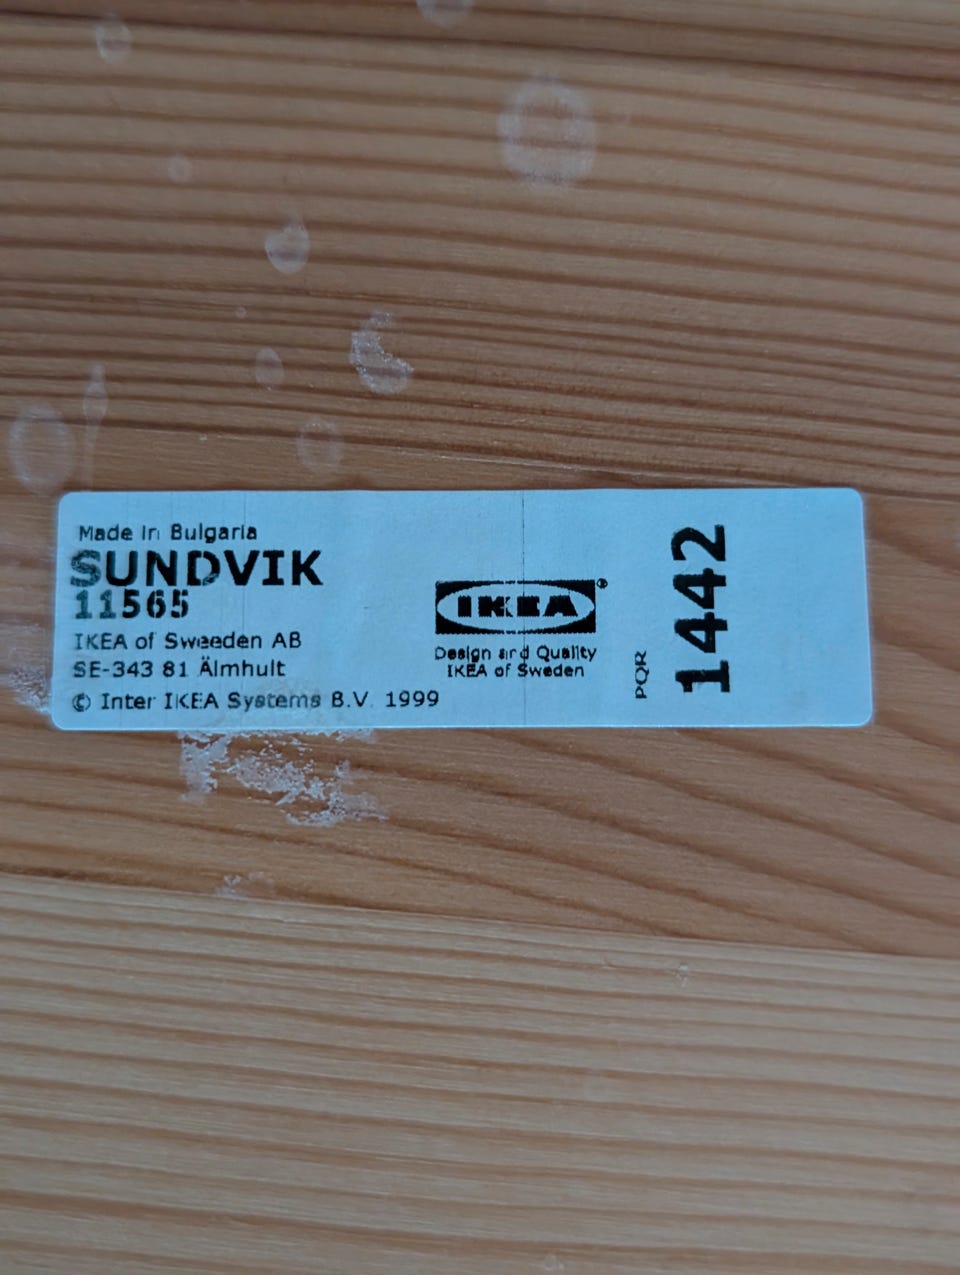 Made in Bulgaria
SUNDVIK
11565
IKEA of Sweeden AB
SE-343 81 Älmhult
© Inter IKEA Systems B.V. 1999
IKEA®
Design and Quality
IKEA of Sweden
PQR
1442